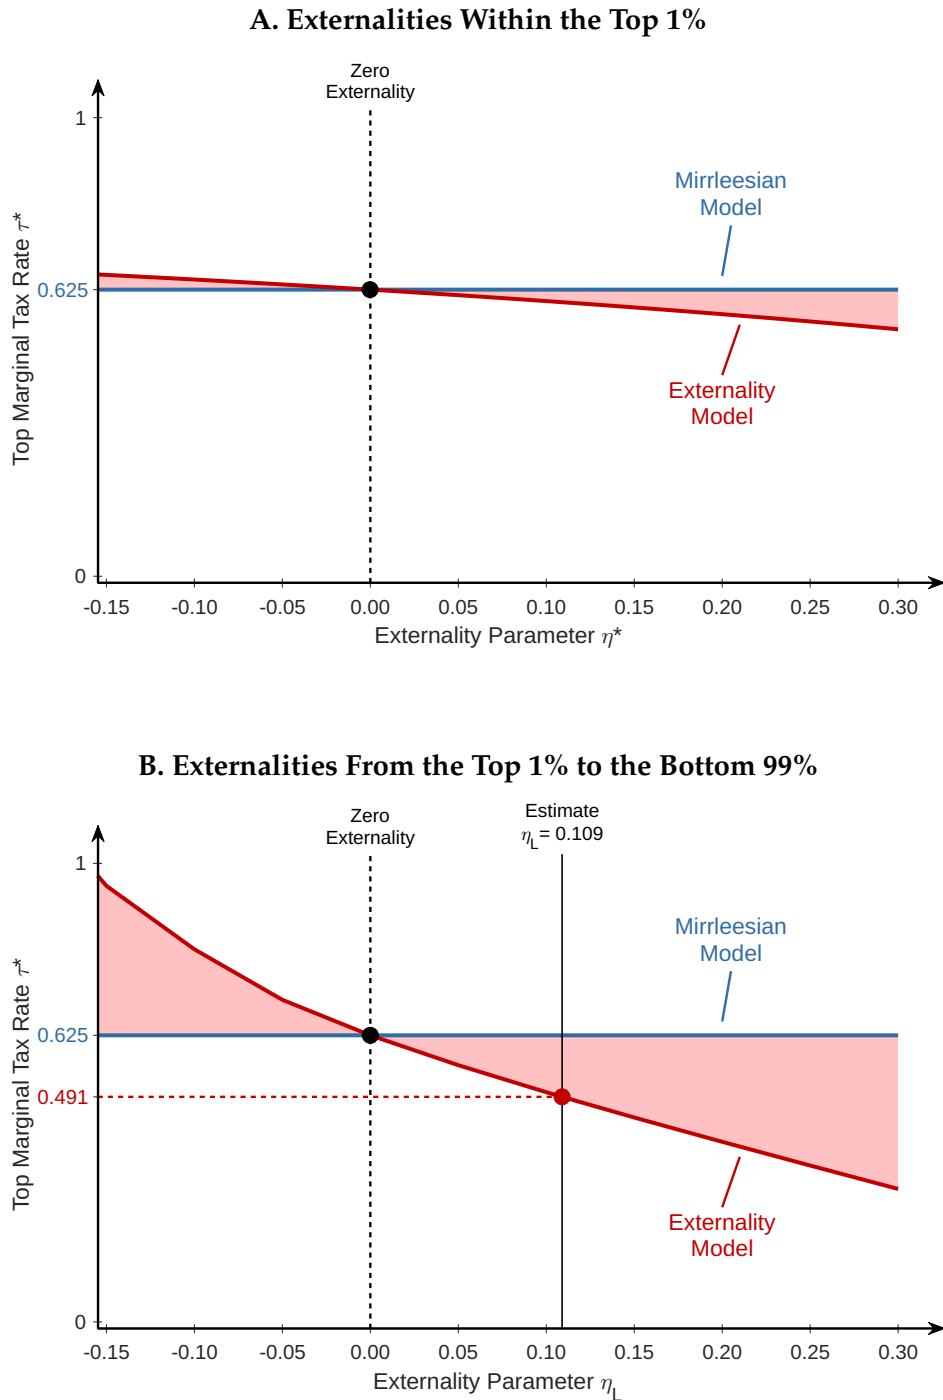 A. Externalities Within the Top 1%
Zero
Externality
1
Mirrleesian
Model
Top Marginal Tax Rate τ*
0.625
Externality
Model
0
-0.15 -0.10 -0.05 0.00 0.05 0.10 0.15 0.20 0.25 0.30
Externality Parameter η*
B. Externalities From the Top 1% to the Bottom 99%
Zero
Externality
Estimate
η_L = 0.109
1
Mirrleesian
Model
Top Marginal Tax Rate τ*
0.625
0.491
Externality
Model
0
-0.15 -0.10 -0.05 0.00 0.05 0.10 0.15 0.20 0.25 0.30
Externality Parameter η_L